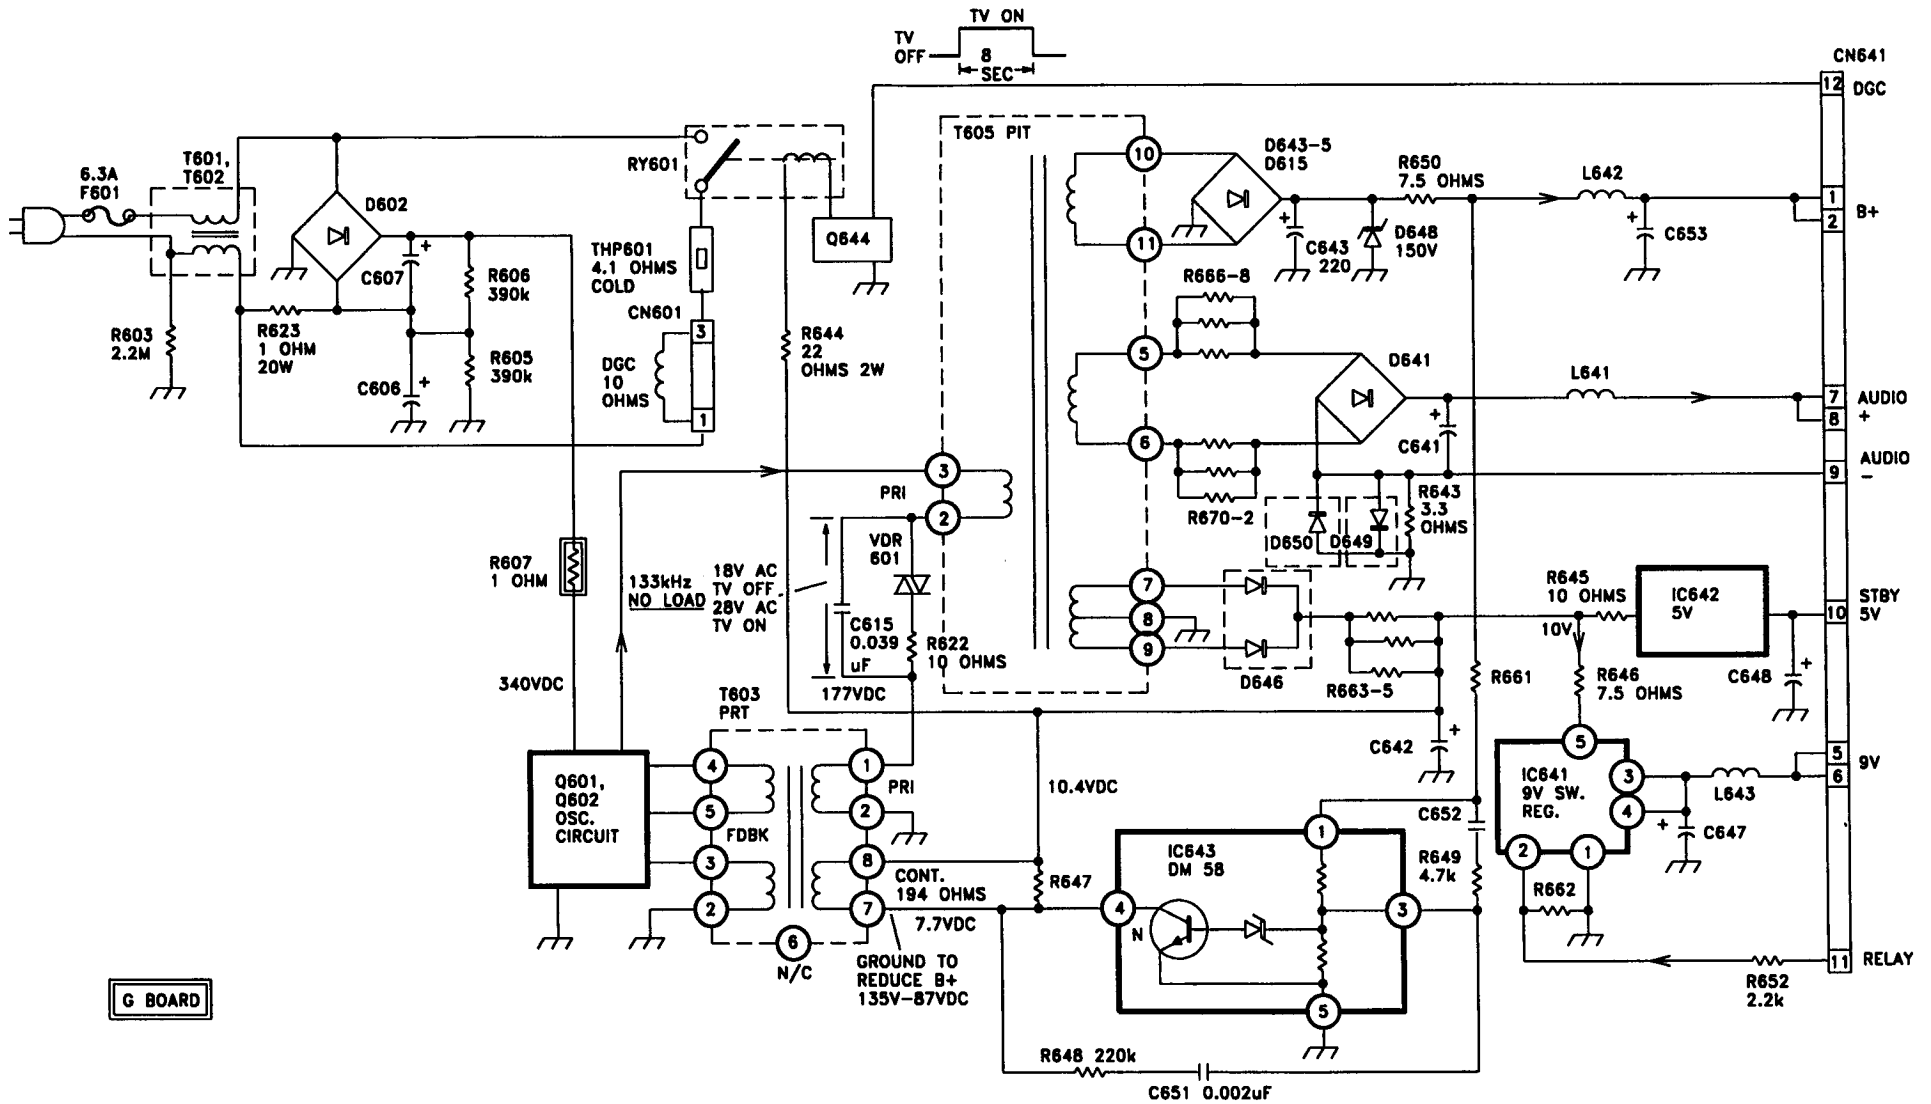 TV ON
TV
OFF
8
SEC
CN641
12
DGC
6.3A
F601
T601,
T602
D602
C607
+
R606
390k
R603
2.2M
R623
1 OHM
20W
C606
+
R605
390k
RY601
THP601
4.1 OHMS
COLD
CN601
3
DGC
10
OHMS
1
Q644
R644
22
OHMS 2W
T605 PIT
10
11
D643-5
D615
R650
7.5 OHMS
L642
1
2
B+
+
C643
220
D648
150V
+
C653
R666-8
5
6
D641
L641
7
8
AUDIO
+
+
C641
9
AUDIO
-
R670-2
D650
D649
R643
3.3
OHMS
3
PRI
2
VDR
601
R607
1 OHM
133kHz
NO LOAD
18V AC
TV OFF
28V AC
TV ON
C615
0.039
uF
R622
10 OHMS
177VDC
340VDC
7
8
9
D646
R663-5
R645
10 OHMS
10V
IC642
5V
10
STBY
5V
R661
R646
7.5 OHMS
C648
+
C642
+
T603
PRT
Q601,
Q602
OSC.
CIRCUIT
4
5
FDBK
3
2
6
N/C
1
PRI
2
8
CONT.
194 OHMS
7
7.7VDC
GROUND TO
REDUCE B+
135V-87VDC
10.4VDC
R647
IC643
DM 58
1
4
N
3
5
C652
R649
4.7k
5
IC641
9V SW.
REG.
3
4
2
1
L643
5
6
9V
+
C647
R662
11
RELAY
R652
2.2k
R648 220k
C651 0.002uF
G BOARD